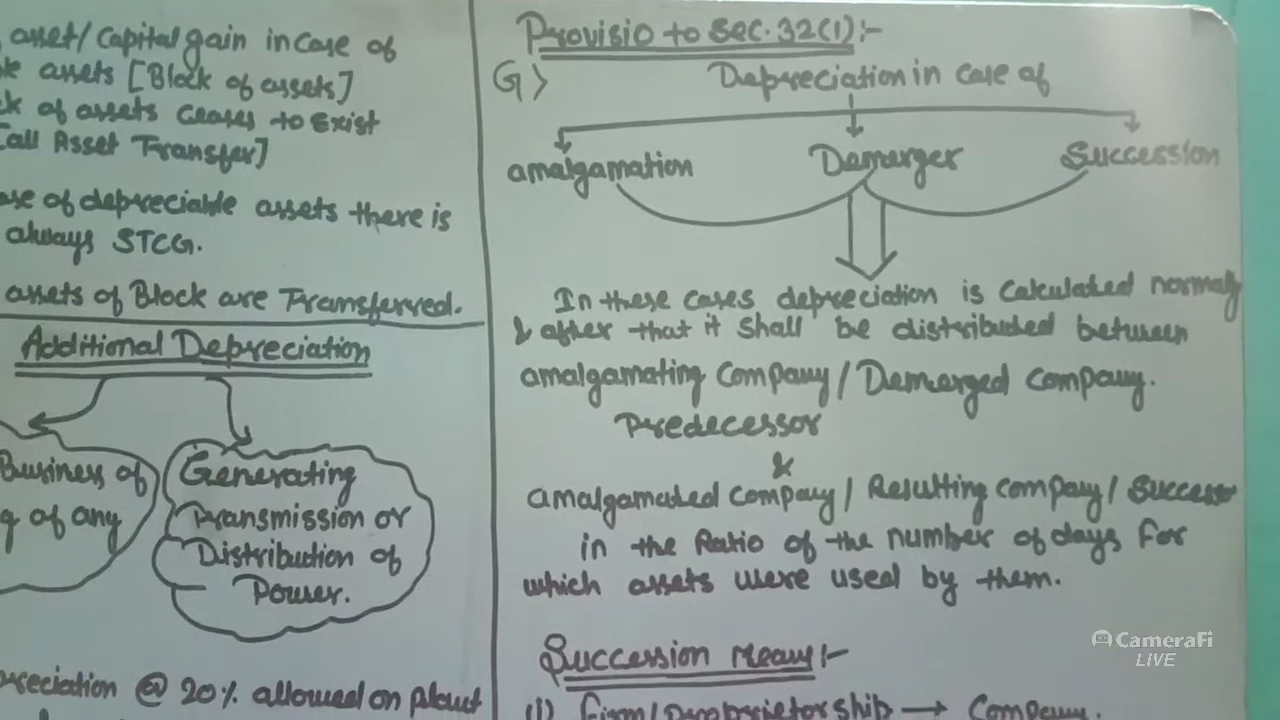 asset/Capital gain in case of
assets [Block of assets]
of assets ceases to Exist
all Asset Transfer]
of depreciable assets there is
always STCG.
assets of Block are Transferred.
Additional Depreciation
Business of
of any
Generating
Transmission or
Distribution of
Power.
@ 20% allowed on plant
Provisio to Sec. 32(1):-
G> Depreciation in case of
amalgamation Demerger Succession
In these cases depreciation is calculated normally
& after that it shall be distributed between
amalgamating company/Demerged company.
Predecessor
&
amalgamated company/Resulting company/Successor
in the Ratio of the number of days for
which assets were used by them.
Succession Means:-
(i) Firm/Proprietorship → Company.
CameraFi
LIVE